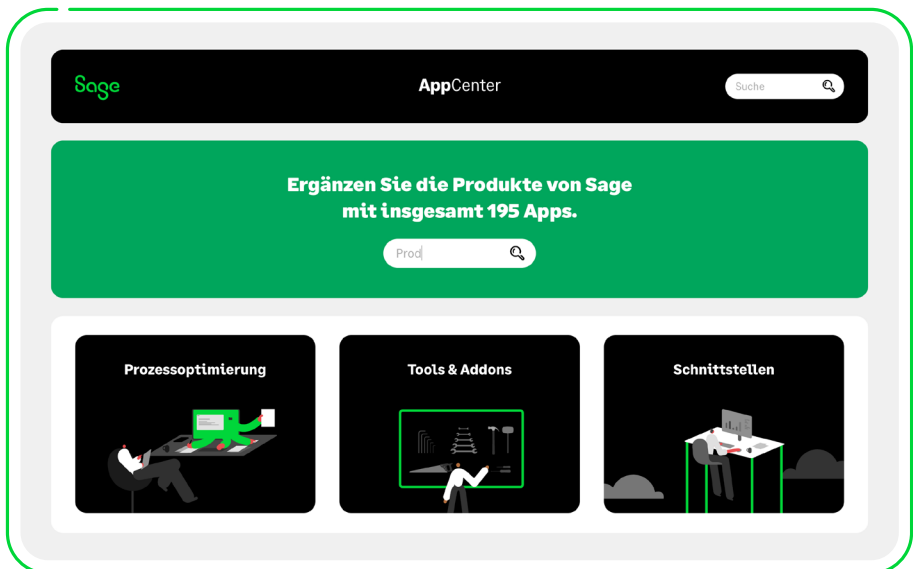 Sage
AppCenter
Suche
Ergänzen Sie die Produkte von Sage
mit insgesamt 195 Apps.
Prod
Prozessoptimierung
Tools & Addons
Schnittstellen